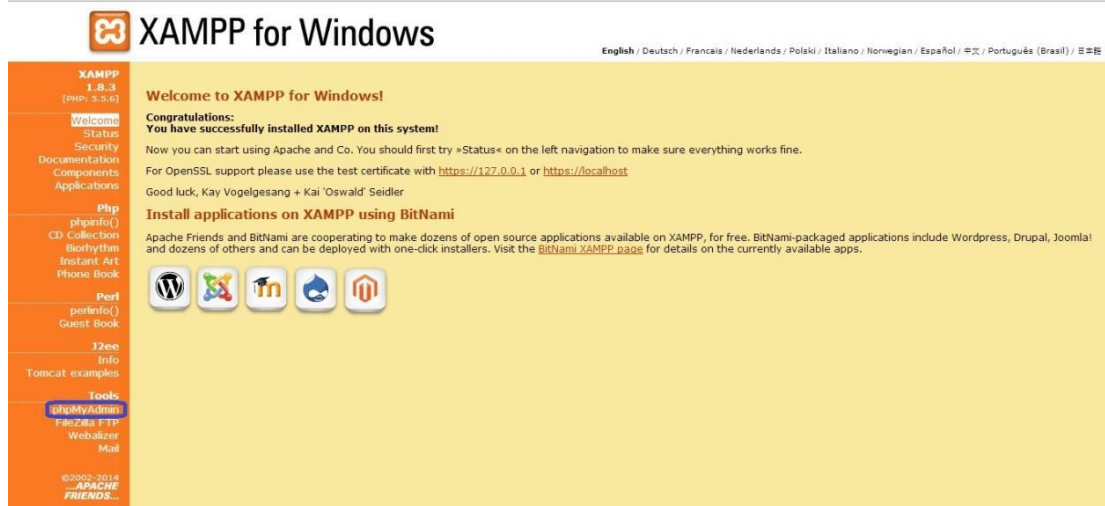 XAMPP for Windows
English / Deutsch / Francais / Nederlands / Polski / Italiano / Norwegian / Español / 中文 / Português (Brasil) / 日本語
XAMPP
1.8.3
[PHP: 5.5.6]
Welcome
Status
Security
Documentation
Components
Applications
Php
phpinfo()
CD Collection
Biorhythm
Instant Art
Phone Book
Perl
perlinfo()
Guest Book
J2ee
Info
Tomcat examples
Tools
phpMyAdmin
FileZilla FTP
Webalizer
Mail
©2002-2014
...APACHE
FRIENDS...
Welcome to XAMPP for Windows!
Congratulations:
You have successfully installed XAMPP on this system!
Now you can start using Apache and Co. You should first try »Status« on the left navigation to make sure everything works fine.
For OpenSSL support please use the test certificate with https://127.0.0.1 or https://localhost
Good luck, Kay Vogelgesang + Kai 'Oswald' Seidler
Install applications on XAMPP using BitNami
Apache Friends and BitNami are cooperating to make dozens of open source applications available on XAMPP, for free. BitNami-packaged applications include Wordpress, Drupal, Joomla!
and dozens of others and can be deployed with one-click installers. Visit the BitNami XAMPP page for details on the currently available apps.